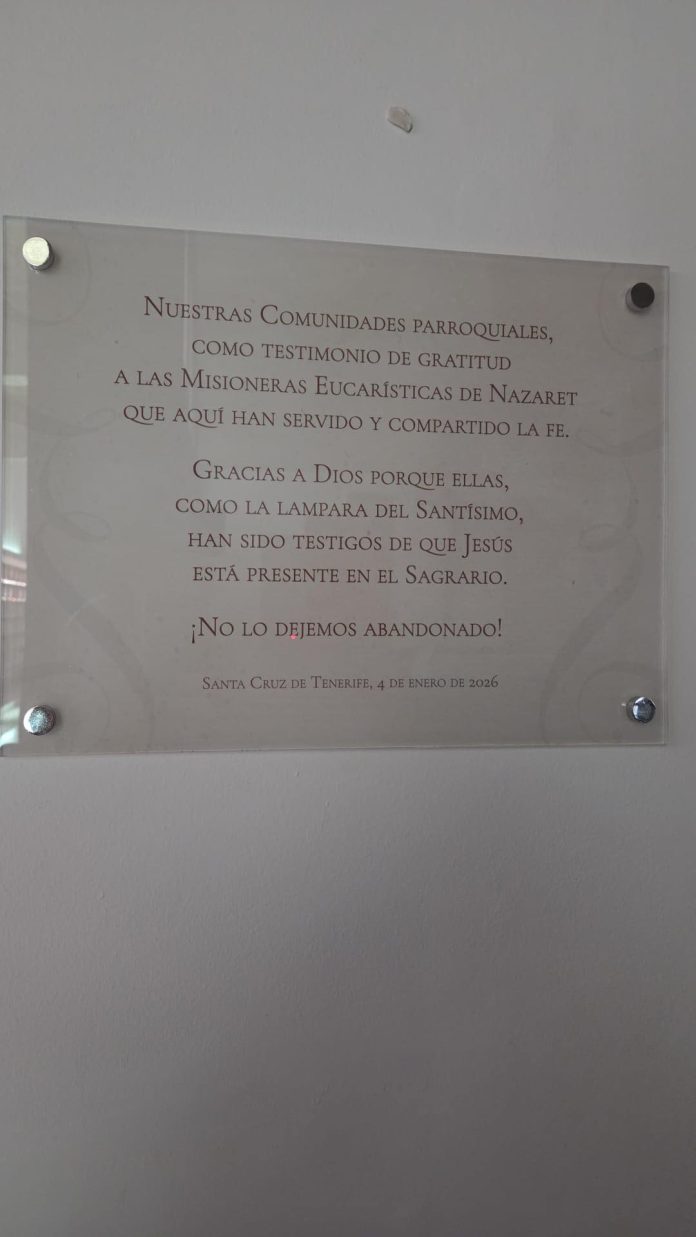 Nuestras Comunidades parroquiales,
como testimonio de gratitud
a las Misioneras Eucarísticas de Nazaret
que aquí han servido y compartido la fe.
Gracias a Dios porque ellas,
como la lampara del Santísimo,
han sido testigos de que Jesús
está presente en el Sagrario.
¡No lo dejemos abandonado!
Santa Cruz de Tenerife, 4 de enero de 2026